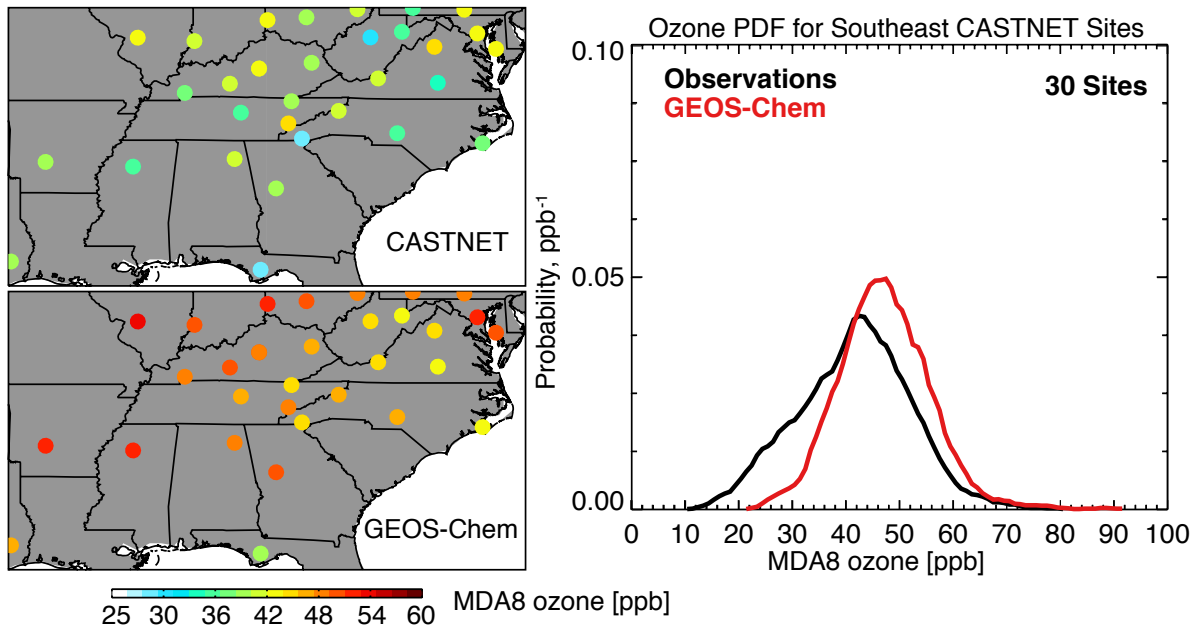 CASTNET
GEOS-Chem
25 30 36 42 48 54 60
MDA8 ozone [ppb]
Ozone PDF for Southeast CASTNET Sites
0.10
Observations
GEOS-Chem
30 Sites
0.05
0.00
Probability, ppb⁻¹
0 10 20 30 40 50 60 70 80 90 100
MDA8 ozone [ppb]